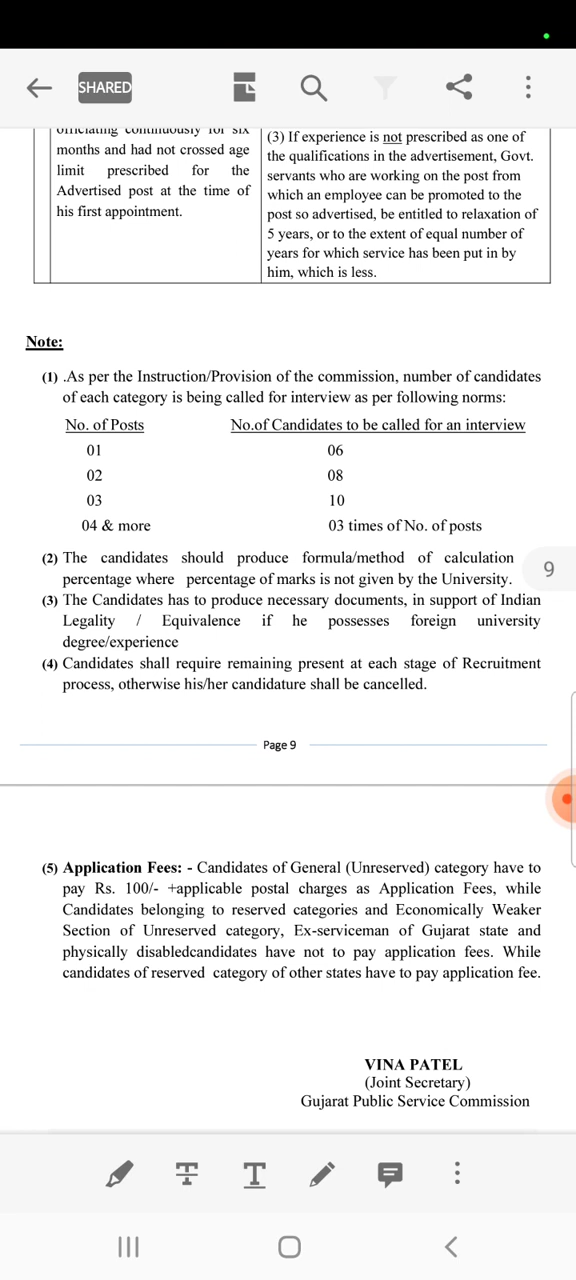 SHARED
officiating continuously for six
months and had not crossed age
limit prescribed for the
Advertised post at the time of
his first appointment.
(3) If experience is not prescribed as one of
the qualifications in the advertisement, Govt.
servants who are working on the post from
which an employee can be promoted to the
post so advertised, be entitled to relaxation of
5 years, or to the extent of equal number of
years for which service has been put in by
him, which is less.
Note:
(1) .As per the Instruction/Provision of the commission, number of candidates
of each category is being called for interview as per following norms:
No. of Posts No.of Candidates to be called for an interview
01 06
02 08
03 10
04 & more 03 times of No. of posts
(2) The candidates should produce formula/method of calculation
percentage where percentage of marks is not given by the University.
9
(3) The Candidates has to produce necessary documents, in support of Indian
Legality / Equivalence if he possesses foreign university
degree/experience
(4) Candidates shall require remaining present at each stage of Recruitment
process, otherwise his/her candidature shall be cancelled.
Page 9
(5) Application Fees: - Candidates of General (Unreserved) category have to
pay Rs. 100/- +applicable postal charges as Application Fees, while
Candidates belonging to reserved categories and Economically Weaker
Section of Unreserved category, Ex-serviceman of Gujarat state and
physically disabledcandidates have not to pay application fees. While
candidates of reserved category of other states have to pay application fee.
VINA PATEL
(Joint Secretary)
Gujarat Public Service Commission